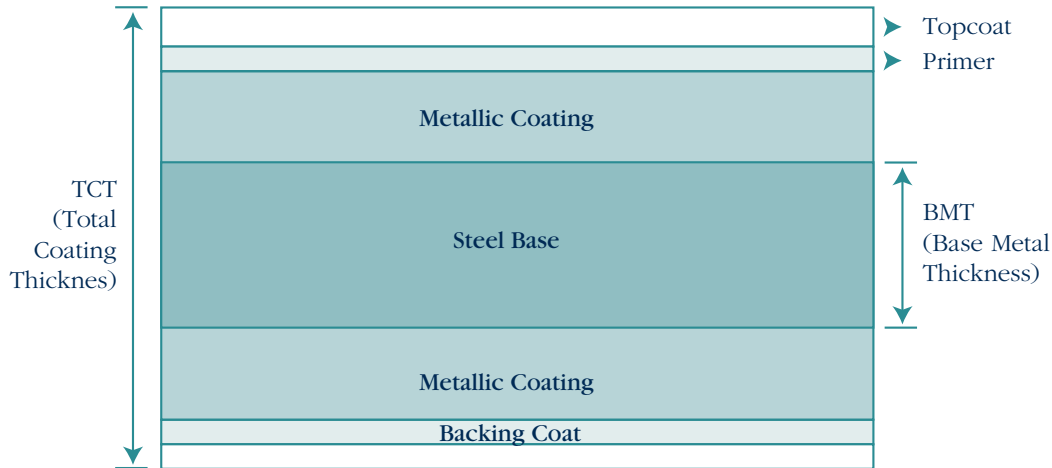 Topcoat
Primer
Metallic Coating
TCT
(Total
Coating
Thicknes)
Steel Base
BMT
(Base Metal
Thickness)
Metallic Coating
Backing Coat